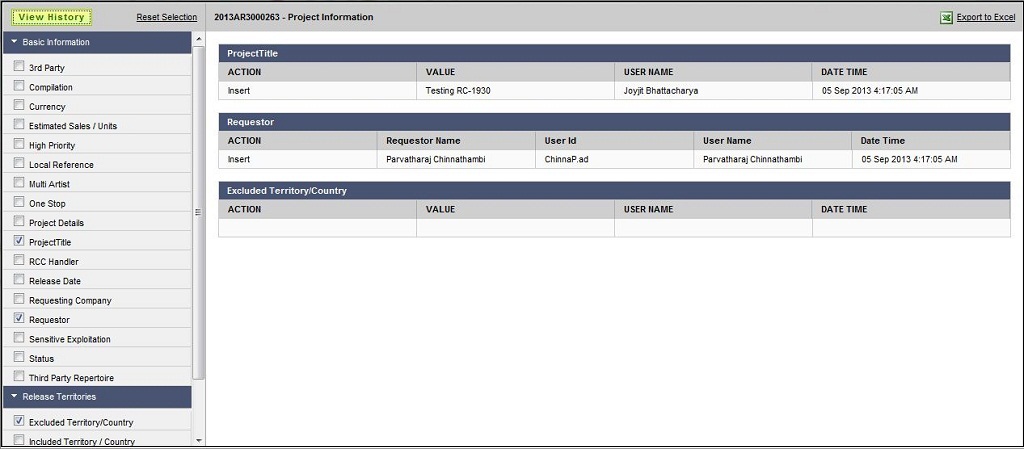 View History
Reset Selection
2013AR3000263 - Project Information
Export to Excel
Basic Information
3rd Party
Compilation
Currency
Estimated Sales / Units
High Priority
Local Reference
Multi Artist
One Stop
Project Details
ProjectTitle
RCC Handler
Release Date
Requesting Company
Requestor
Sensitive Exploitation
Status
Third Party Repertoire
Release Territories
Excluded Territory/Country
Included Territory / Country
ProjectTitle
ACTION VALUE USER NAME DATE TIME
Insert Testing RC-1930 Joyjit Bhattacharya 05 Sep 2013 4:17:05 AM
Requestor
ACTION Requestor Name User Id User Name Date Time
Insert Parvatharaj Chinnathambi ChinnaP.ad Parvatharaj Chinnathambi 05 Sep 2013 4:17:05 AM
Excluded Territory/Country
ACTION VALUE USER NAME DATE TIME